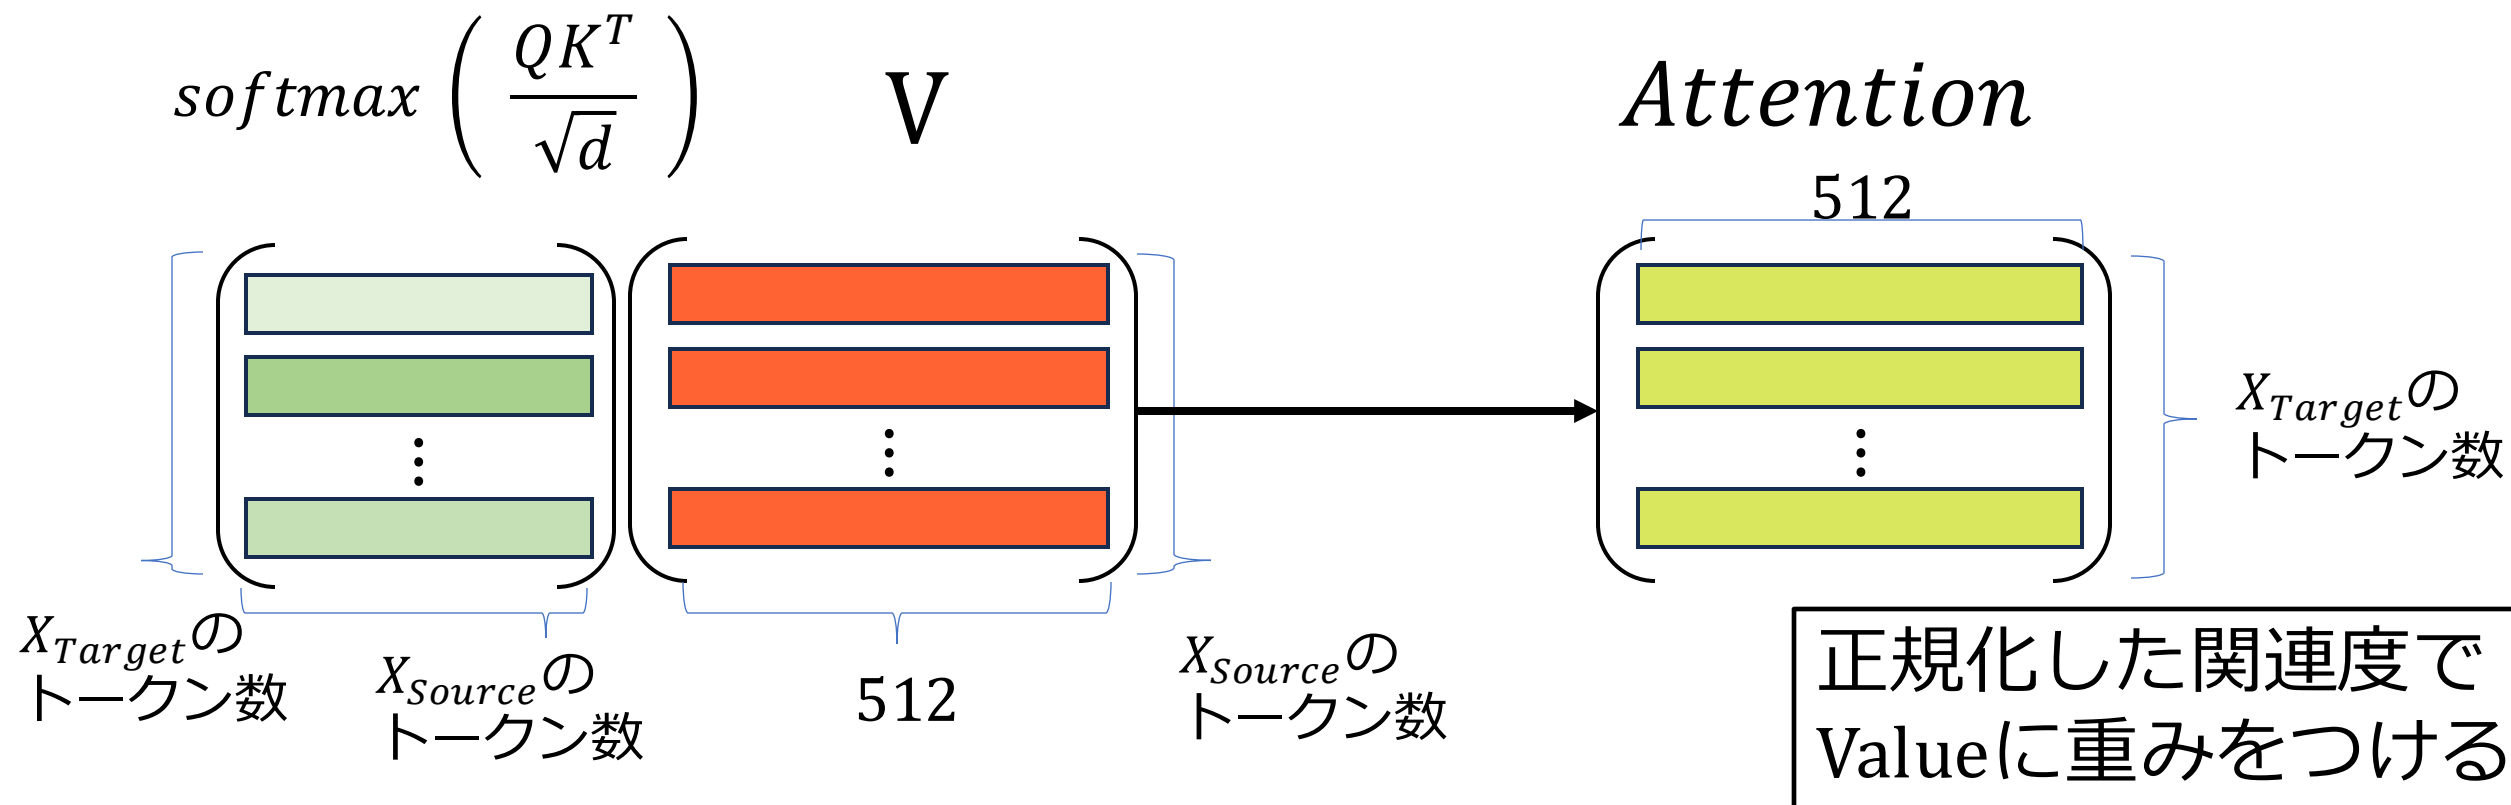 softmax (QK^T / √d)
V
Attention
512
X_Targetの
トークン数
X_Targetの
トークン数
X_Sourceの
トークン数
512
X_Sourceの
トークン数
正規化した関連度で
Valueに重みをつける